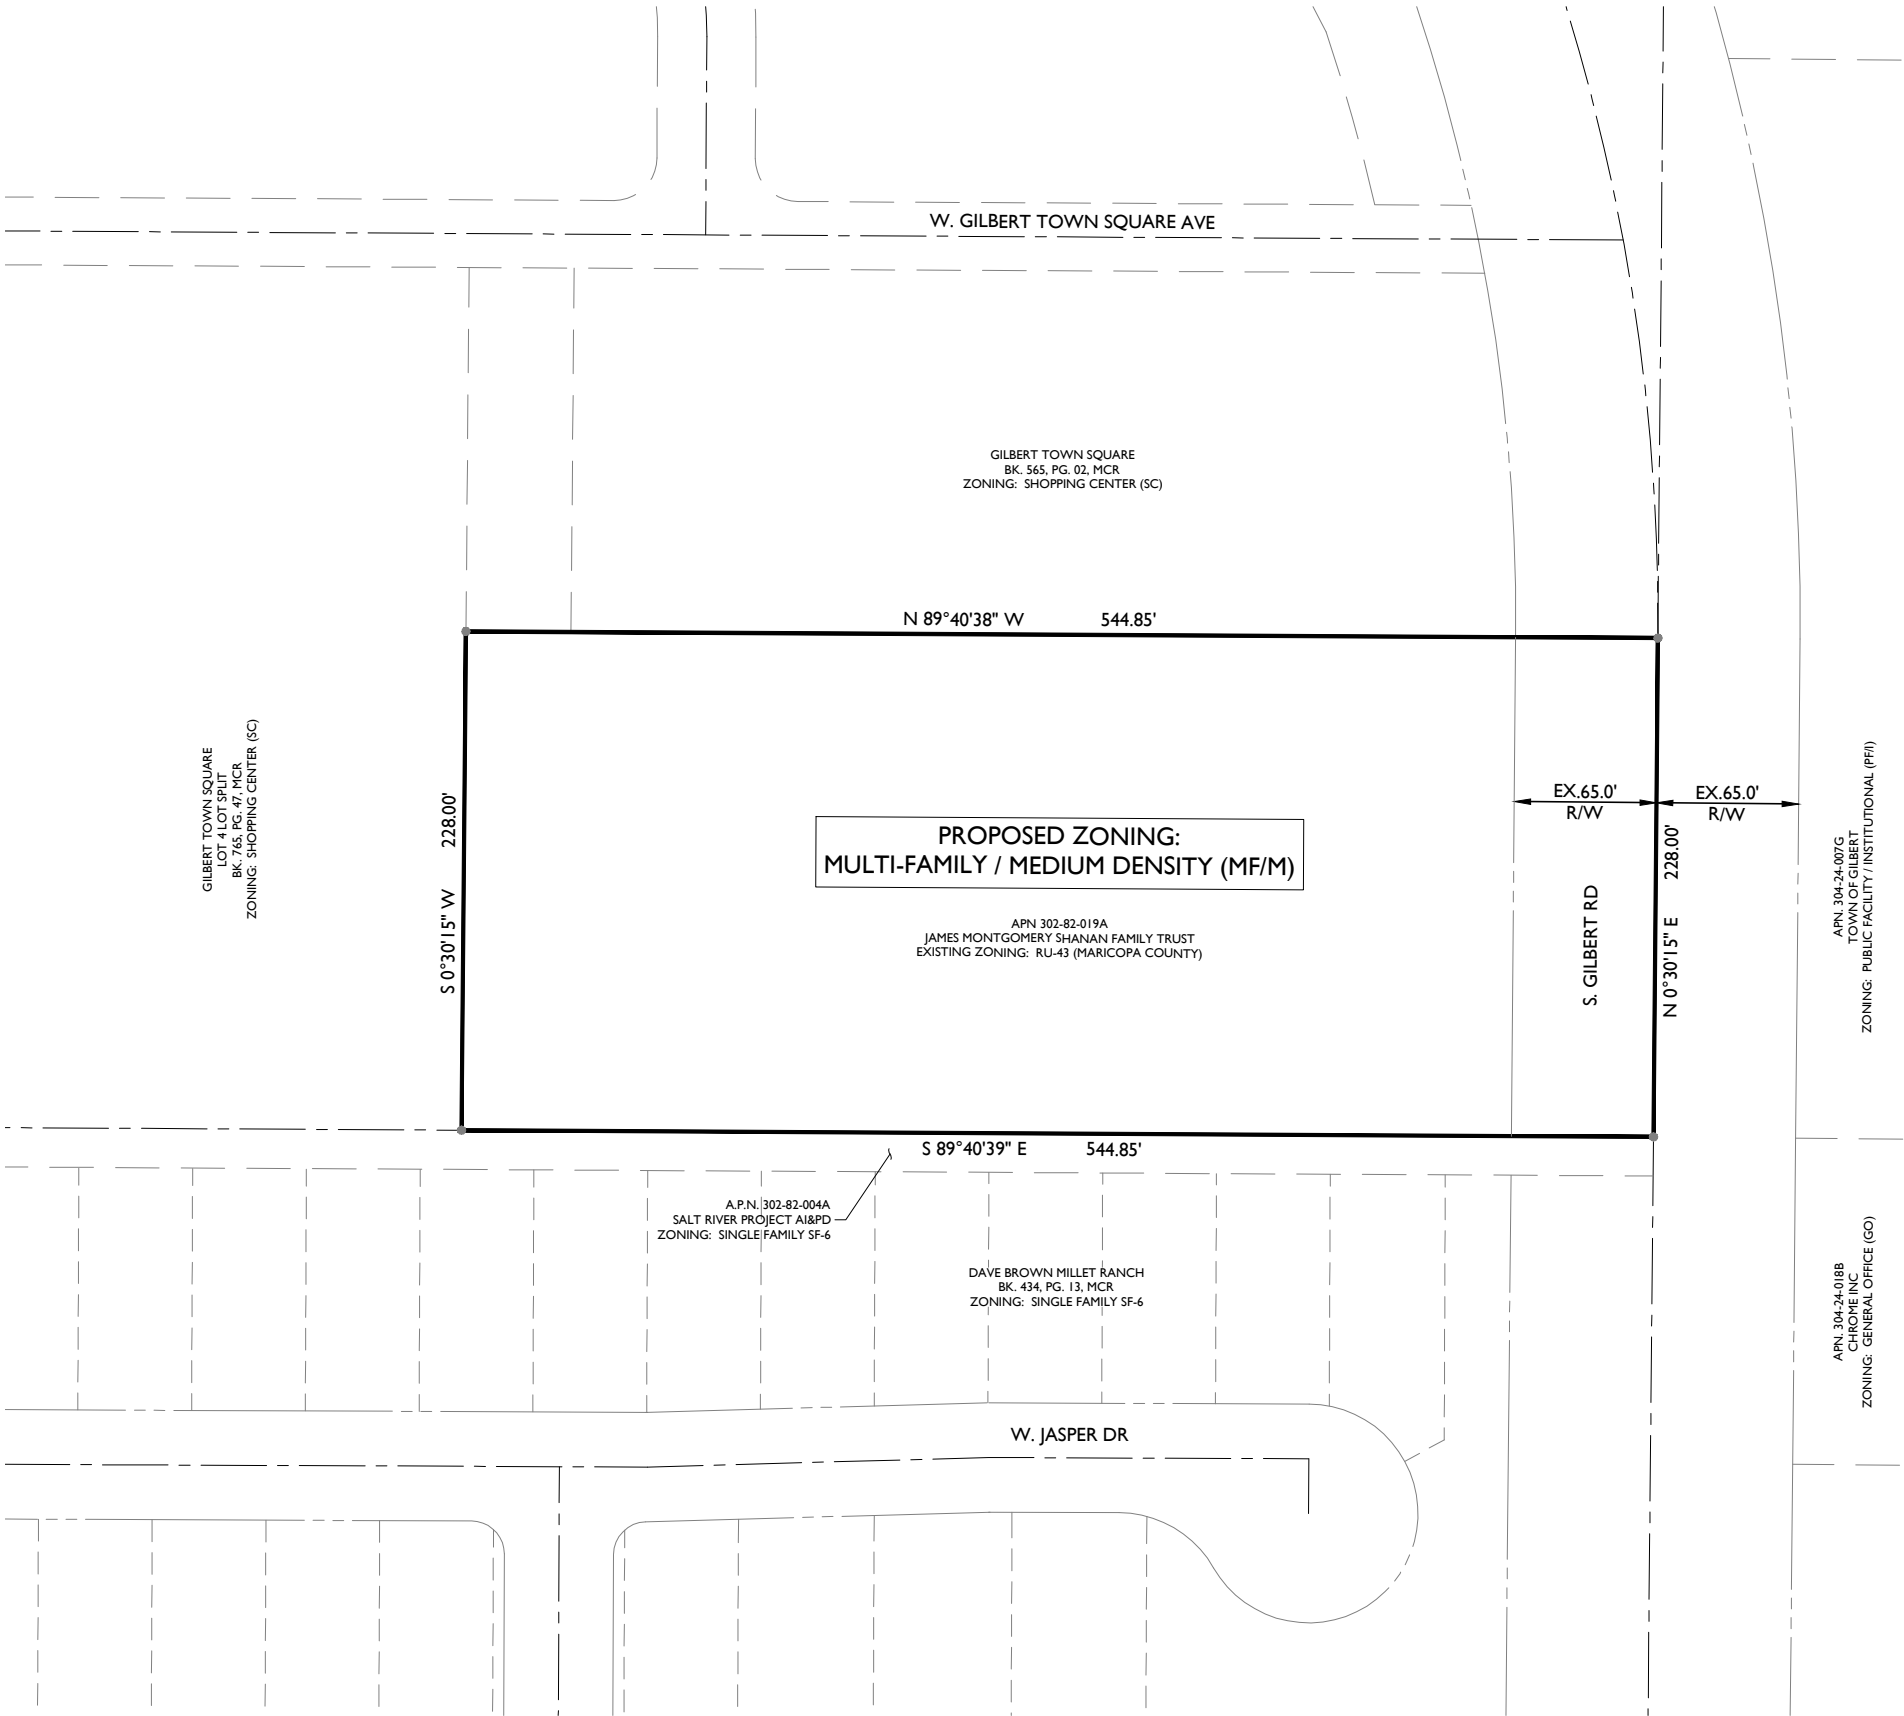 W. GILBERT TOWN SQUARE AVE
GILBERT TOWN SQUARE
BK. 565, PG. 02, MCR
ZONING: SHOPPING CENTER (SC)
N 89°40'38" W 544.85'
GILBERT TOWN SQUARE
LOT 4 LOT SPLIT
BK. 765, PG. 47, MCR
ZONING: SHOPPING CENTER (SC)
S 0°30'15" W 228.00'
PROPOSED ZONING:
MULTI-FAMILY / MEDIUM DENSITY (MF/M)
APN 302-82-019A
JAMES MONTGOMERY SHANAN FAMILY TRUST
EXISTING ZONING: RU-43 (MARICOPA COUNTY)
EX.65.0'
R/W
EX.65.0'
R/W
S. GILBERT RD
N 0°30'15" E 228.00'
APN. 304-24-007G
TOWN OF GILBERT
ZONING: PUBLIC FACILITY / INSTITUTIONAL (PF/I)
S 89°40'39" E 544.85'
A.P.N. 302-82-004A
SALT RIVER PROJECT AI&PD
ZONING: SINGLE FAMILY SF-6
DAVE BROWN MILLET RANCH
BK. 434, PG. 13, MCR
ZONING: SINGLE FAMILY SF-6
APN. 304-24-018B
CHROME INC
ZONING: GENERAL OFFICE (GO)
W. JASPER DR